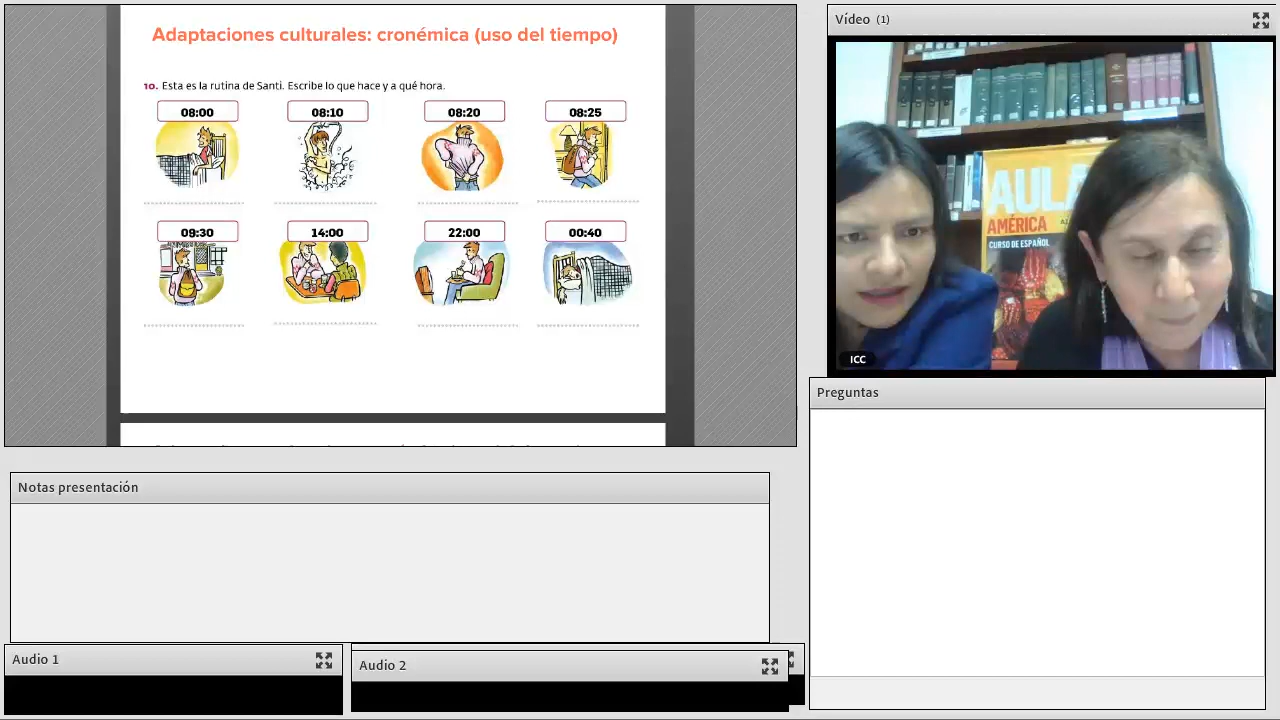 Adaptaciones culturales: cronémica (uso del tiempo)
10. Esta es la rutina de Santi. Escribe lo que hace y a qué hora.
08:00 08:10 08:20 08:25
09:30 14:00 22:00 00:40
Vídeo (1)
AULA
AMÉRICA
CURSO DE ESPAÑOL
ICC
Preguntas
Notas presentación
Audio 1
Audio 2